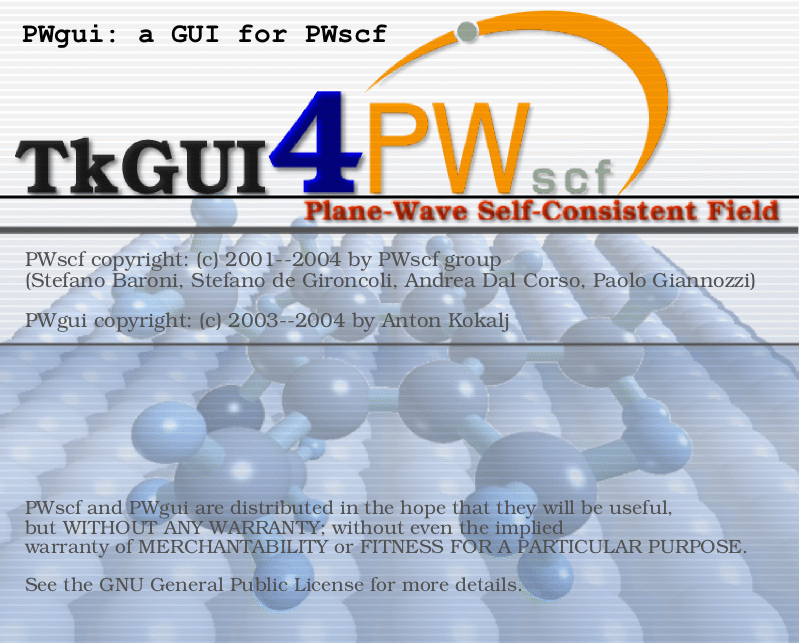 PWgui: a GUI for PWscf
TkGUI4PWscf
Plane-Wave Self-Consistent Field
PWscf copyright: (c) 2001--2004 by PWscf group
(Stefano Baroni, Stefano de Gironcoli, Andrea Dal Corso, Paolo Giannozzi)
PWgui copyright: (c) 2003--2004 by Anton Kokalj
PWscf and PWgui are distributed in the hope that they will be useful,
but WITHOUT ANY WARRANTY; without even the implied
warranty of MERCHANTABILITY or FITNESS FOR A PARTICULAR PURPOSE.
See the GNU General Public License for more details.